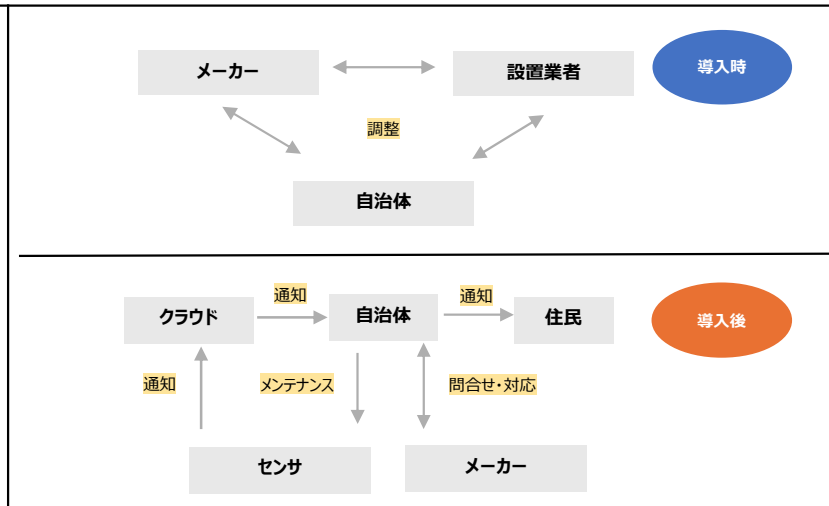 メーカー
設置業者
導入時
調整
自治体
通知
通知
クラウド
自治体
住民
導入後
通知
メンテナンス
問合せ・対応
センサ
メーカー